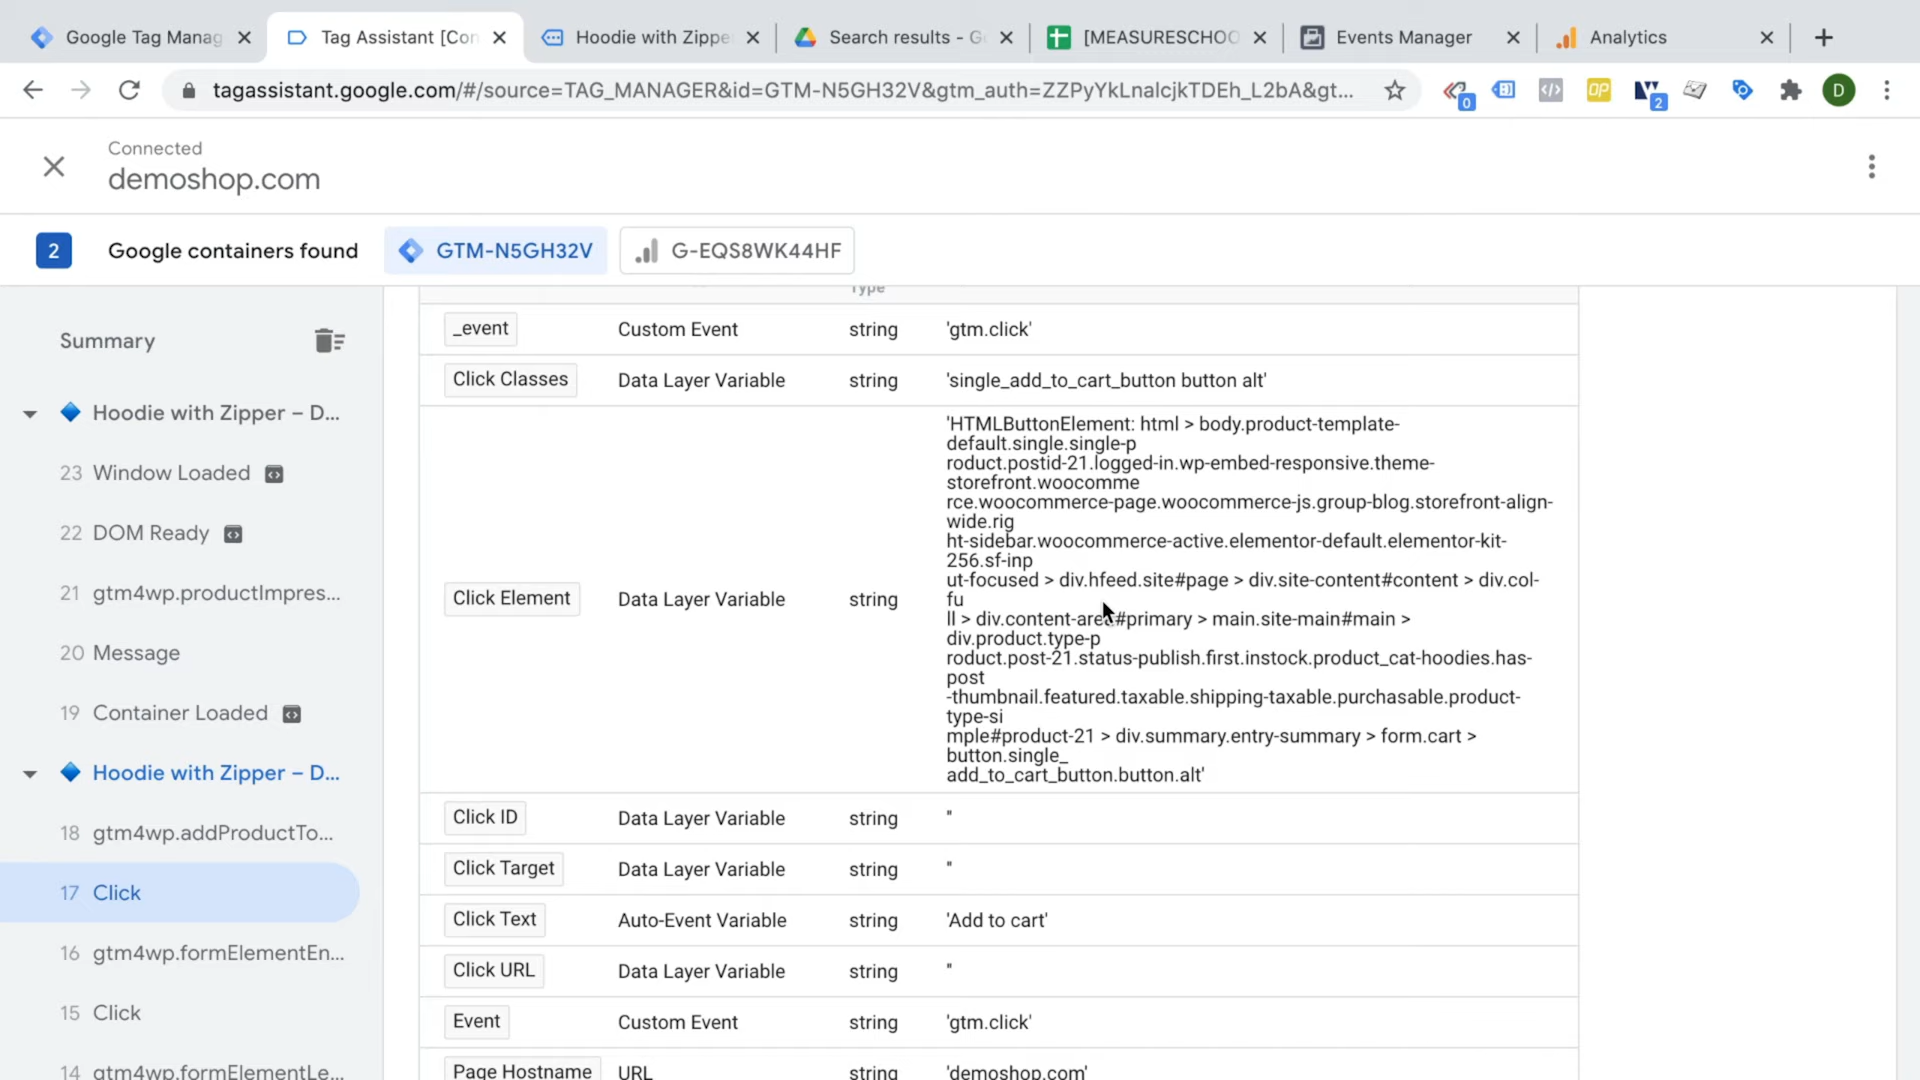 Google Tag Manag
Tag Assistant [Con
Hoodie with Zippe
Search results - G
[MEASURESCHOO
Events Manager
Analytics
tagassistant.google.com/#/source=TAG_MANAGER&id=GTM-N5GH32V&gtm_auth=ZZPyYkLnalcjkTDEh_L2bA&gt...
0
OP
2
D
Connected
demoshop.com
2 Google containers found GTM-N5GH32V G-EQS8WK44HF
Summary
Hoodie with Zipper – D...
23 Window Loaded
22 DOM Ready
21 gtm4wp.productImpres...
20 Message
19 Container Loaded
Hoodie with Zipper – D...
18 gtm4wp.addProductTo...
17 Click
16 gtm4wp.formElementEn...
15 Click
14 gtm4wp.formElementLe...
Type
_event Custom Event string 'gtm.click'
Click Classes Data Layer Variable string 'single_add_to_cart_button button alt'
Click Element Data Layer Variable string
'HTMLButtonElement: html > body.product-template-
default.single.single-p
roduct.postid-21.logged-in.wp-embed-responsive.theme-
storefront.woocomme
rce.woocommerce-page.woocommerce-js.group-blog.storefront-align-
wide.rig
ht-sidebar.woocommerce-active.elementor-default.elementor-kit-
256.sf-inp
ut-focused > div.hfeed.site#page > div.site-content#content > div.col-
fu
ll > div.content-area#primary > main.site-main#main >
div.product.type-p
roduct.post-21.status-publish.first.instock.product_cat-hoodies.has-
post
-thumbnail.featured.taxable.shipping-taxable.purchasable.product-
type-si
mple#product-21 > div.summary.entry-summary > form.cart >
button.single_
add_to_cart_button.button.alt'
Click ID Data Layer Variable string ''
Click Target Data Layer Variable string ''
Click Text Auto-Event Variable string 'Add to cart'
Click URL Data Layer Variable string ''
Event Custom Event string 'gtm.click'
Page Hostname URL string 'demoshop.com'